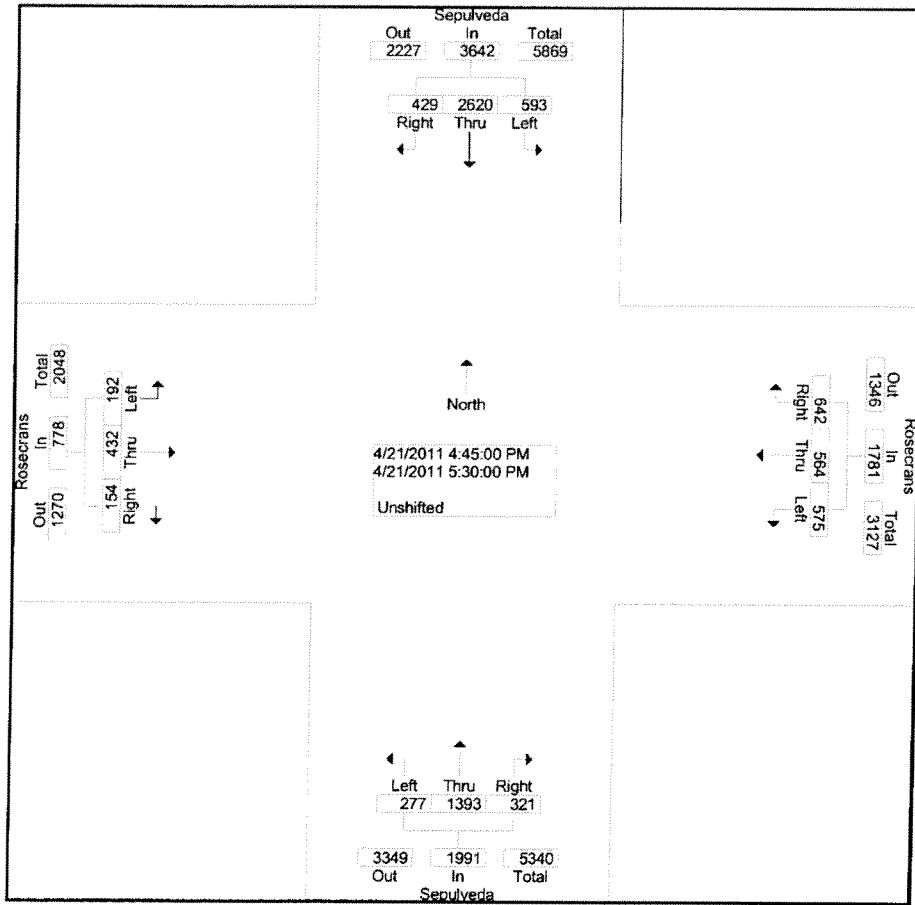 Sepulveda
Out In Total
2227 3642 5869
429 2620 593
Right Thru Left
Rosecrans
Total In Out
2048 778 1270
192 432 154
Left Thru Right
North
4/21/2011 4:45:00 PM
4/21/2011 5:30:00 PM
Unshifted
Rosecrans
Out In Total
1346 1781 3127
642 564 575
Right Thru Left
Left Thru Right
277 1393 321
3349 1991 5340
Out In Total
Sepulveda